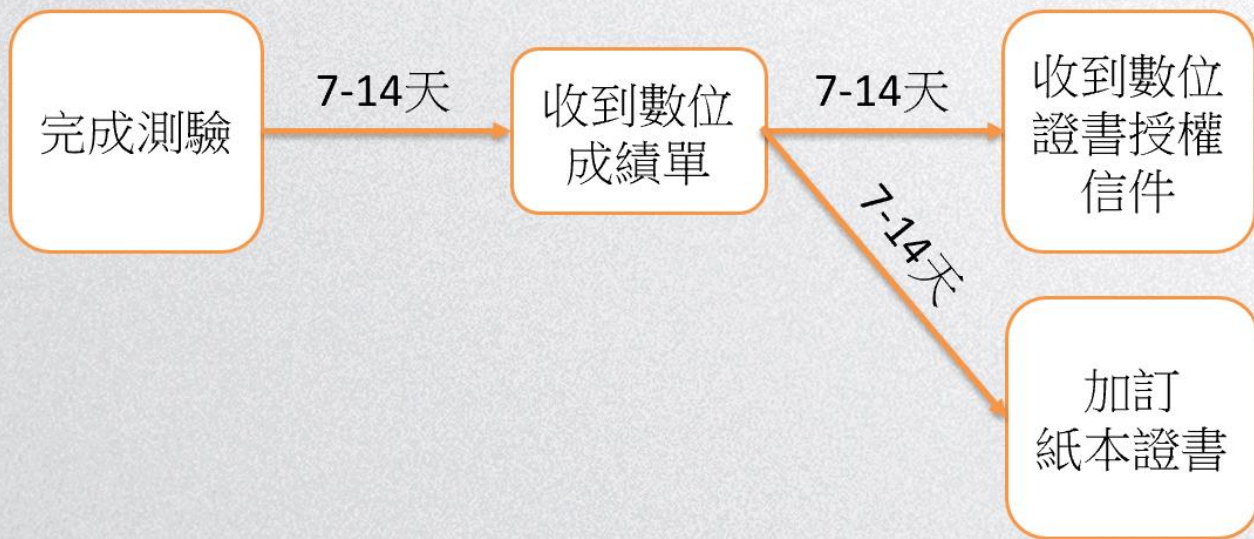 完成測驗
7-14天
收到數位
成績單
7-14天
收到數位
證書授權
信件
7-14天
加訂
紙本證書